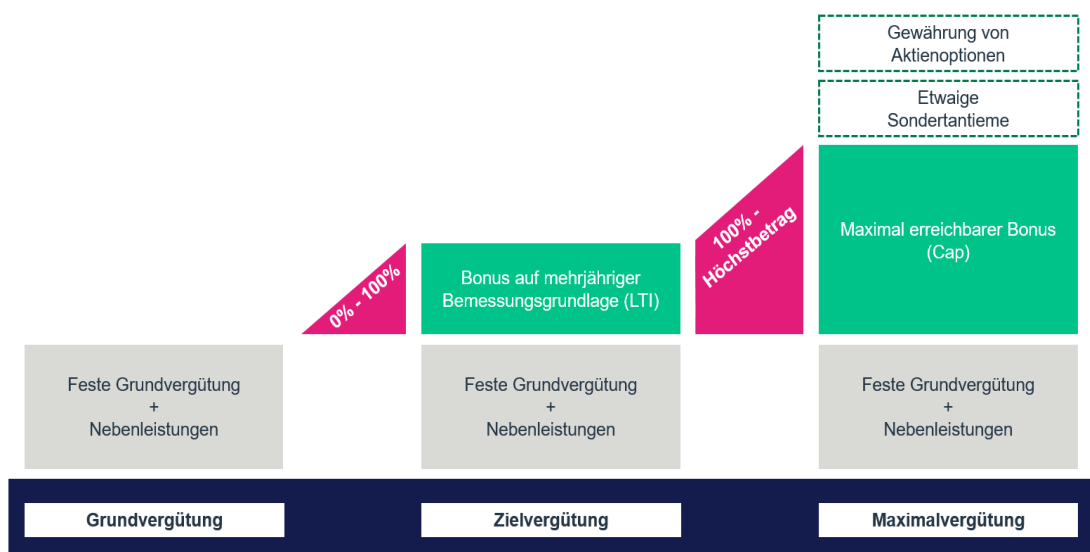 Gewährung von
Aktienoptionen
Etwaige
Sondertantieme
Maximal erreichbarer Bonus
(Cap)
100% -
Höchstbetrag
Bonus auf mehrjähriger
Bemessungsgrundlage (LTI)
0% - 100%
Feste Grundvergütung
+
Nebenleistungen
Feste Grundvergütung
+
Nebenleistungen
Feste Grundvergütung
+
Nebenleistungen
Grundvergütung
Zielvergütung
Maximalvergütung